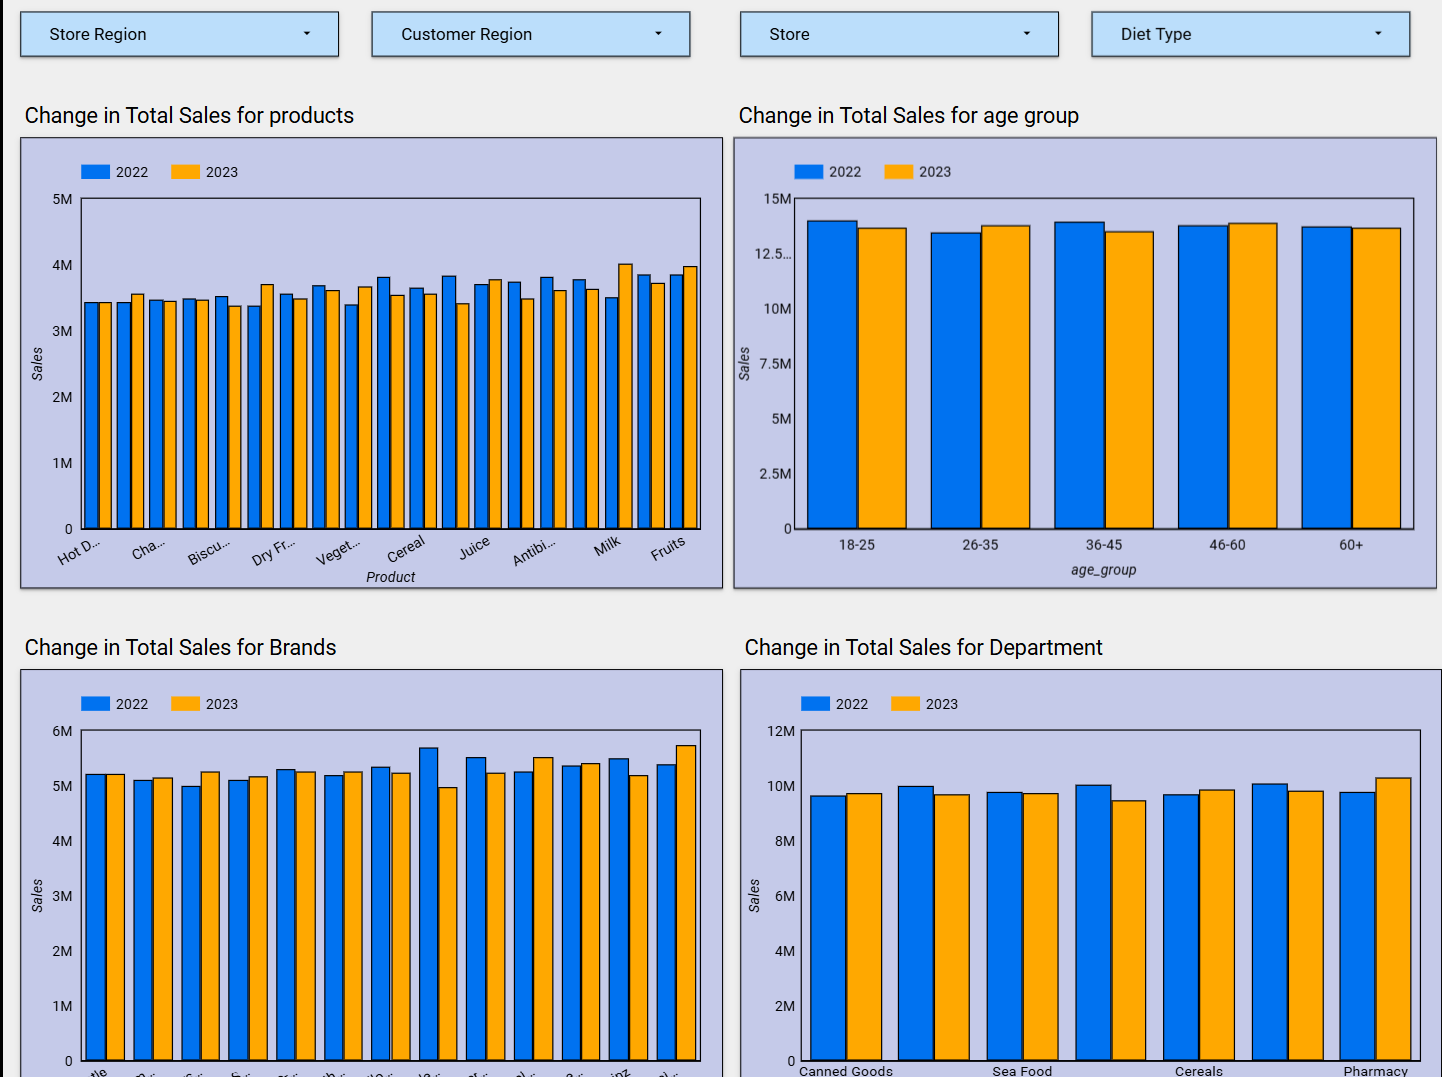 Store Region
Customer Region
Store
Diet Type
Change in Total Sales for products
2022
2023
5M
4M
3M
2M
1M
0
Sales
Hot D...
Cha...
Biscu...
Dry Fr...
Veget...
Cereal
Juice
Antibi...
Milk
Fruits
Product
Change in Total Sales for age group
2022
2023
15M
12.5...
10M
7.5M
5M
2.5M
0
Sales
18-25
26-35
36-45
46-60
60+
age_group
Change in Total Sales for Brands
2022
2023
6M
5M
4M
3M
2M
1M
0
Sales
Change in Total Sales for Department
2022
2023
12M
10M
8M
6M
4M
2M
0
Sales
Canned Goods
Sea Food
Cereals
Pharmacy